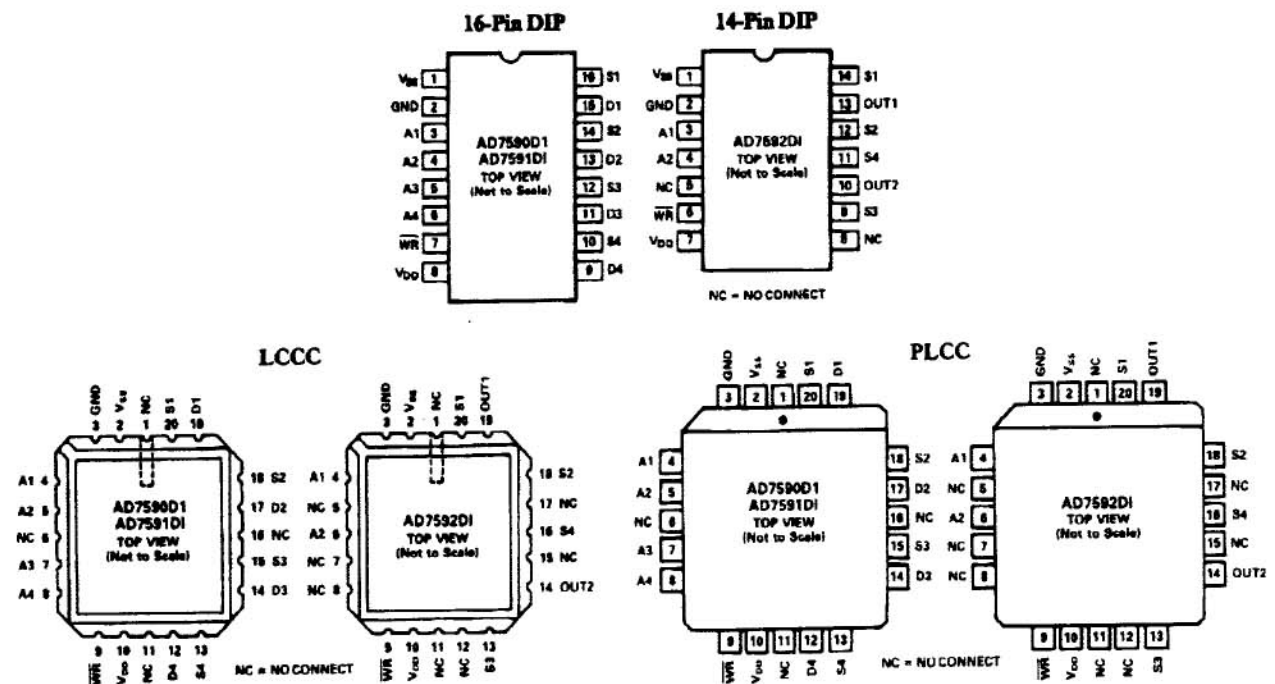 16-Pin DIP
VSS 1
GND 2
A1 3
A2 4
A3 5
A4 6
WR 7
VDD 8
16 S1
15 D1
14 S2
13 D2
12 S3
11 D3
10 S4
9 D4
AD7590D1
AD7591DI
TOP VIEW
(Not to Scale)
14-Pin DIP
VSS 1
GND 2
A1 3
A2 4
NC 5
WR 6
VDD 7
14 S1
13 OUT1
12 S2
11 S4
10 OUT2
9 S3
8 NC
AD7592DI
TOP VIEW
(Not to Scale)
NC = NO CONNECT
LCCC
GND VSS NC S1 D1
3 2 1 20 19
A1 4
A2 5
NC 6
A3 7
A4 8
18 S2
17 D2
16 NC
15 S3
14 D3
AD7590D1
AD7591DI
TOP VIEW
(Not to Scale)
9 10 11 12 13
WR VDD NC D4 S4
GND VSS NC S1 OUT1
3 2 1 20 19
A1 4
NC 5
A2 6
NC 7
NC 8
18 S2
17 NC
16 S4
15 NC
14 OUT2
AD7592DI
TOP VIEW
(Not to Scale)
9 10 11 12 13
WR VDD NC NC S3
NC = NO CONNECT
PLCC
GND VSS NC S1 D1
3 2 1 20 19
A1 4
A2 5
NC 6
A3 7
A4 8
18 S2
17 D2
16 NC
15 S3
14 D3
AD7590D1
AD7591DI
TOP VIEW
(Not to Scale)
9 10 11 12 13
WR VDD NC D4 S4
GND VSS NC S1 OUT1
3 2 1 20 19
A1 4
NC 5
A2 6
NC 7
NC 8
18 S2
17 NC
16 S4
15 NC
14 OUT2
AD7592DI
TOP VIEW
(Not to Scale)
9 10 11 12 13
WR VDD NC NC S3
NC = NO CONNECT